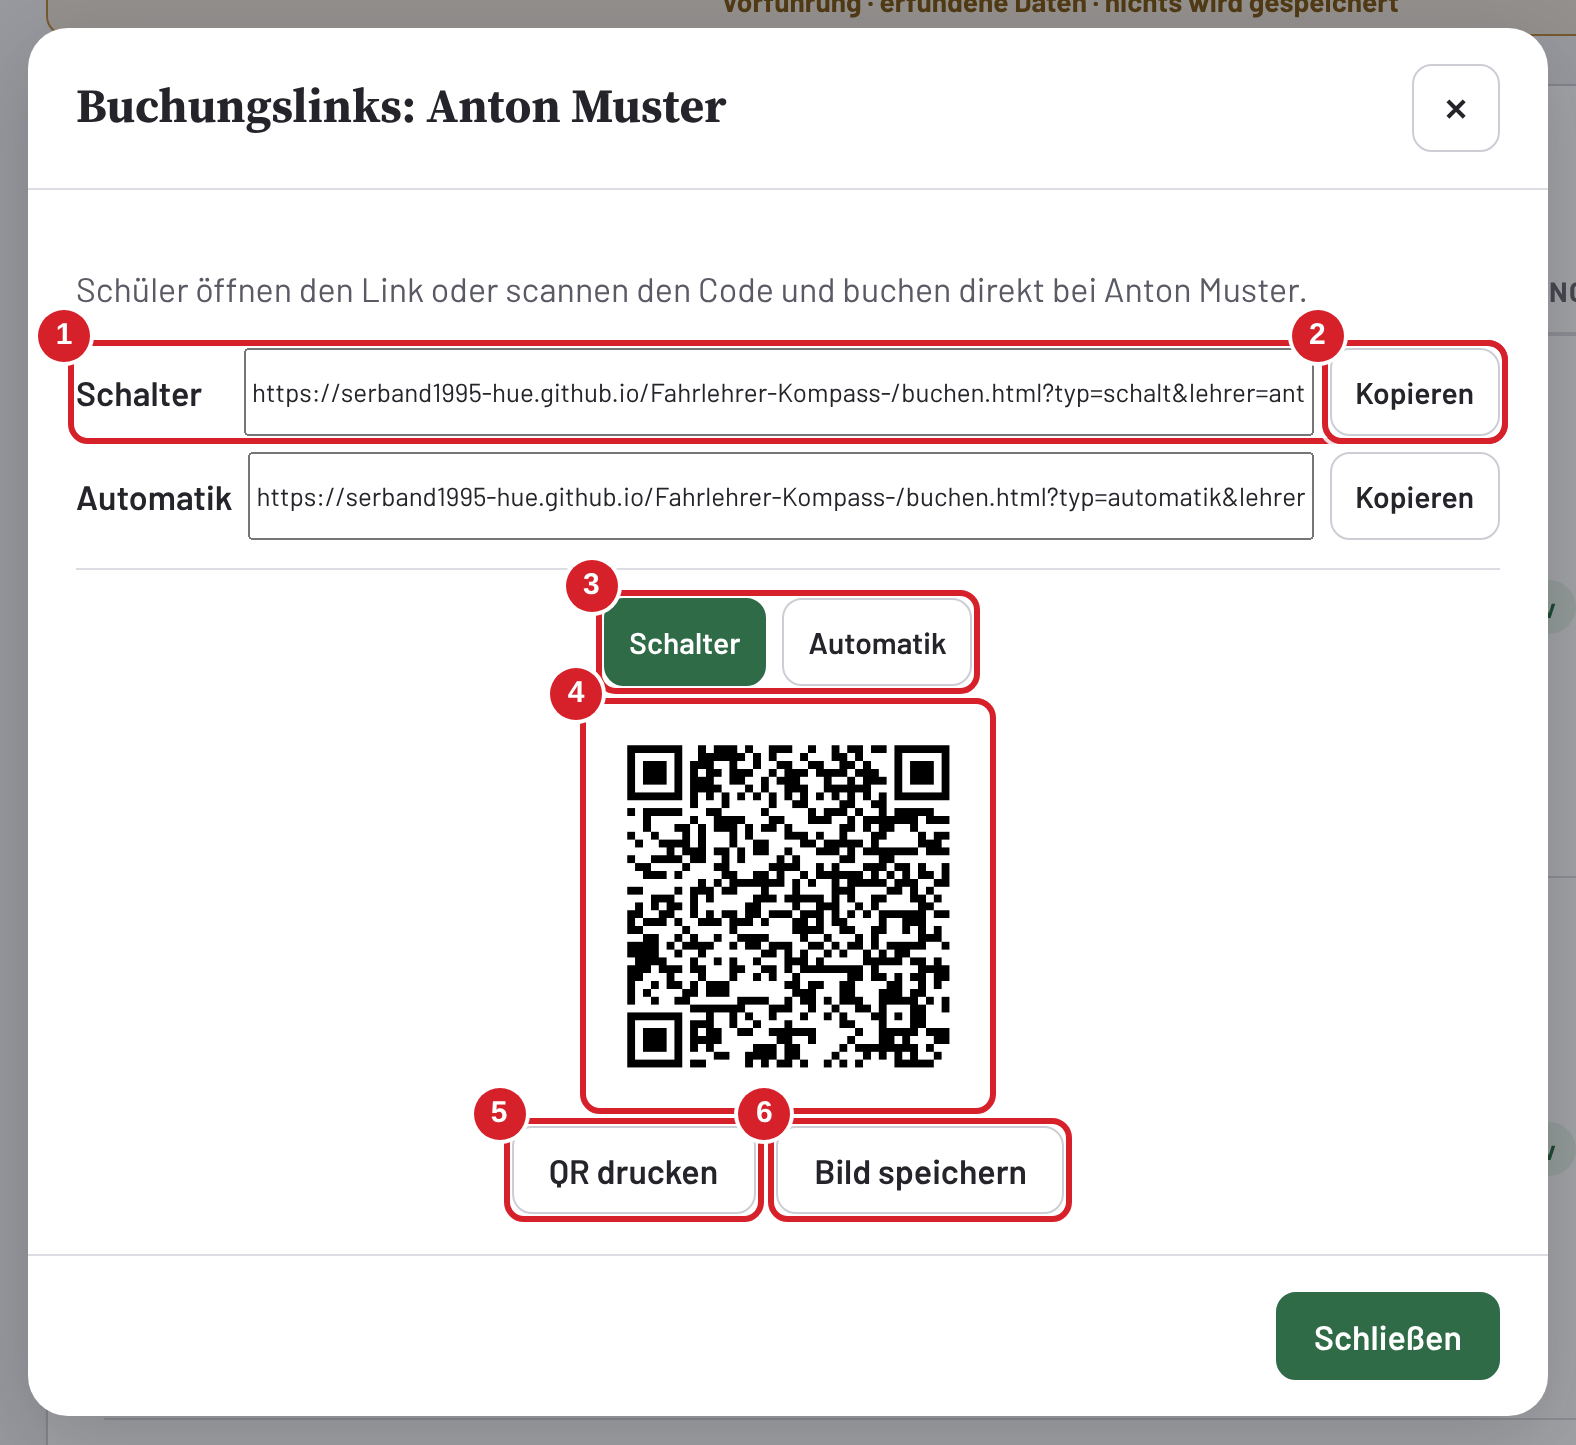 Vorführung · erfundene Daten · nichts wird gespeichert
Buchungslinks: Anton Muster
×
Schüler öffnen den Link oder scannen den Code und buchen direkt bei Anton Muster.
1
2
Schalter
https://serband1995-hue.github.io/Fahrlehrer-Kompass-/buchen.html?typ=schalt&lehrer=ant
Kopieren
Automatik
https://serband1995-hue.github.io/Fahrlehrer-Kompass-/buchen.html?typ=automatik&lehrer
Kopieren
3
Schalter
Automatik
4
5
6
QR drucken
Bild speichern
Schließen